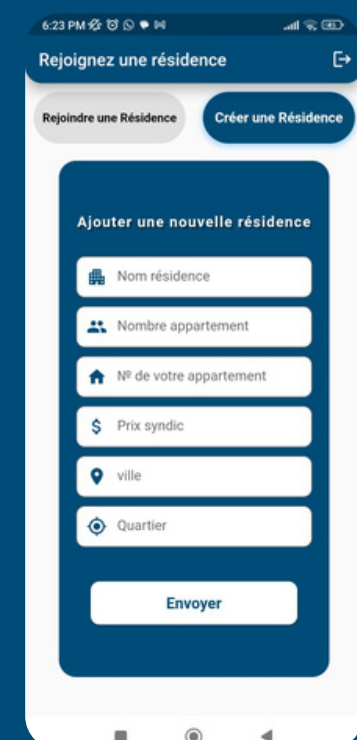 6:23 PM
Rejoignez une résidence
Rejoindre une Résidence
Créer une Résidence
Ajouter une nouvelle résidence
Nom résidence
Nombre appartement
Nº de votre appartement
Prix syndic
ville
Quartier
Envoyer